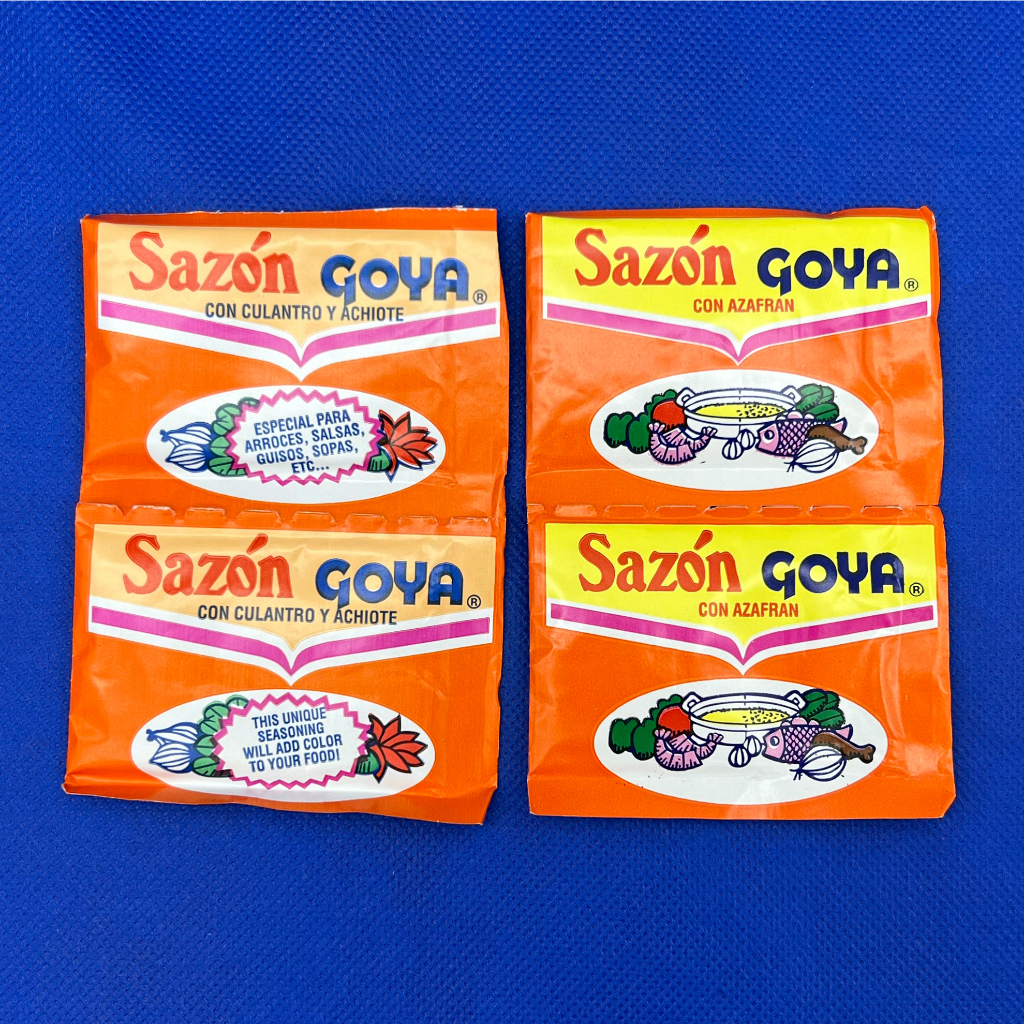 Sazón GOYA®
CON CULANTRO Y ACHIOTE
ESPECIAL PARA
ARROCES, SALSAS,
GUISOS, SOPAS,
ETC...
Sazón GOYA®
CON AZAFRAN
Sazón GOYA®
CON CULANTRO Y ACHIOTE
THIS UNIQUE
SEASONING
WILL ADD COLOR
TO YOUR FOOD!
Sazón GOYA®
CON AZAFRAN